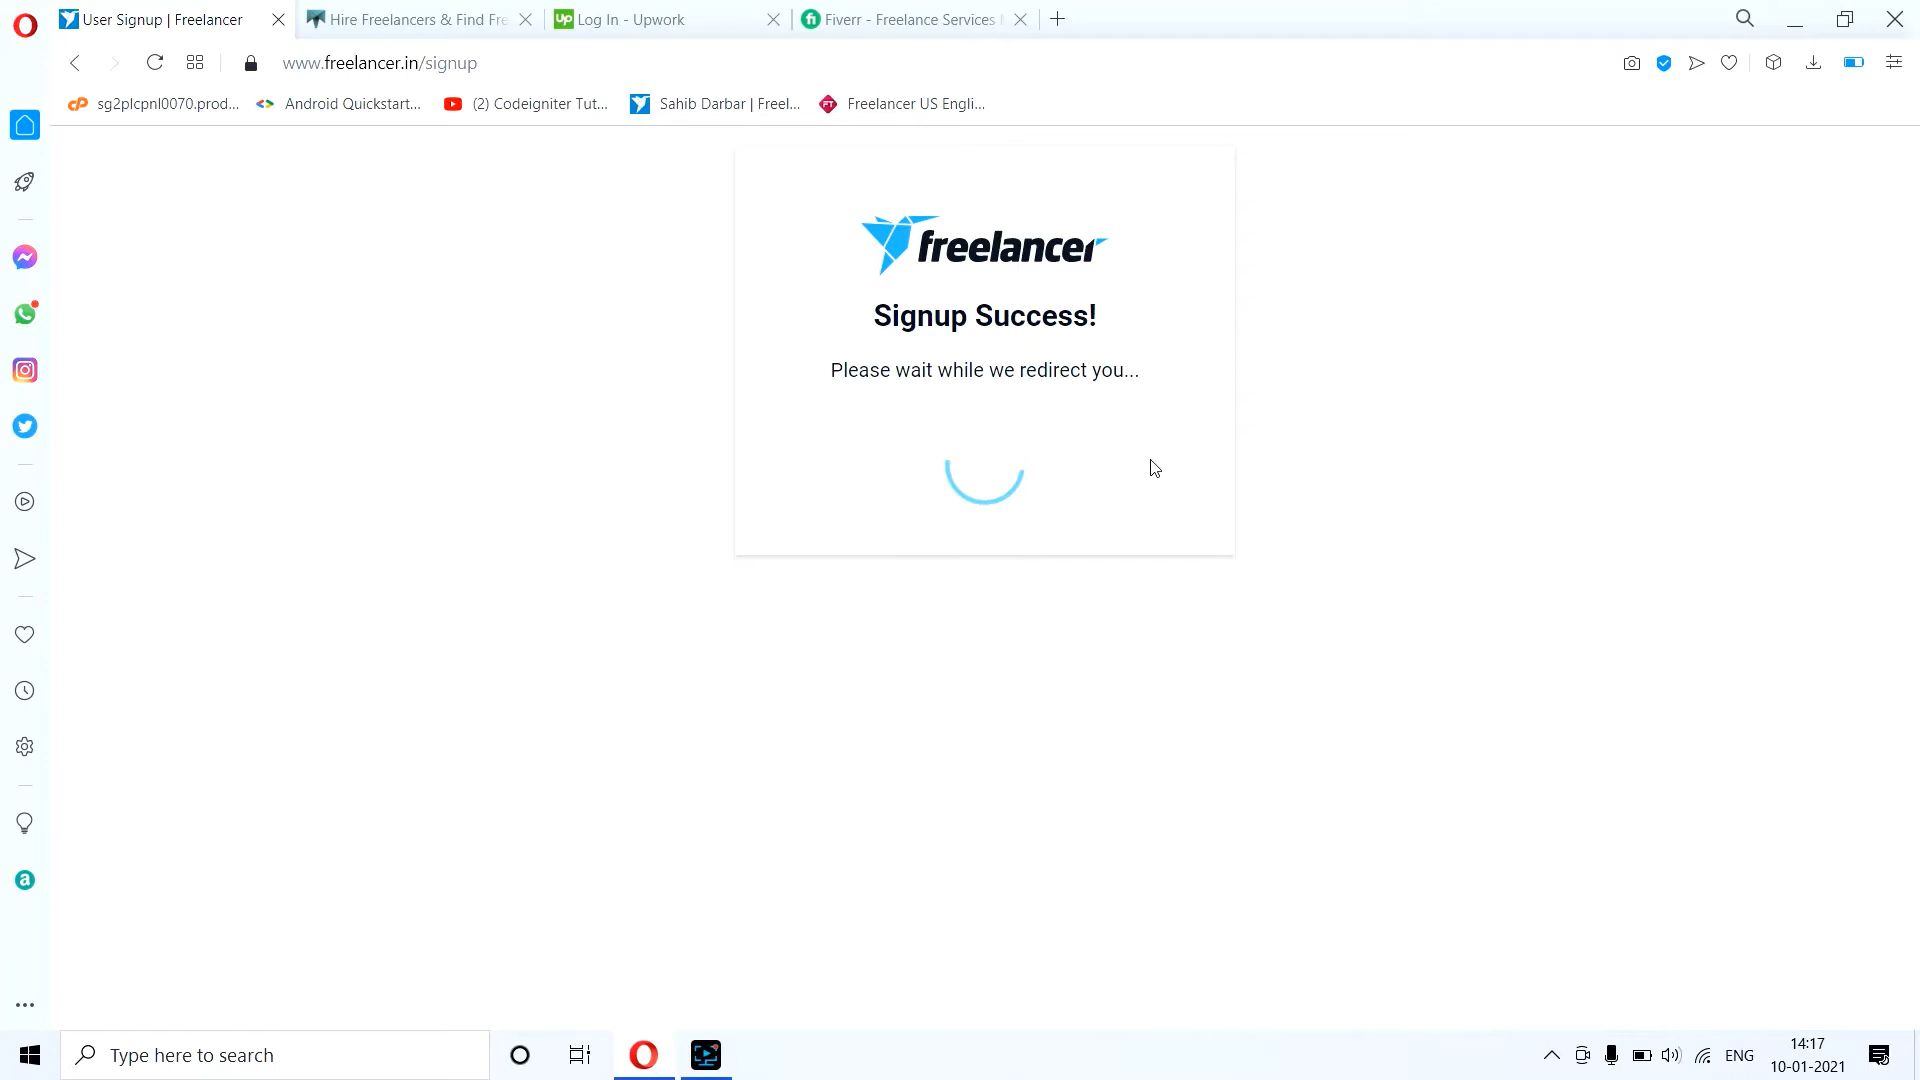 User Signup | Freelancer
Hire Freelancers & Find Fre
Log In - Upwork
Fiverr - Freelance Services
www.freelancer.in/signup
sg2plcpnl0070.prod...
Android Quickstart...
(2) Codeigniter Tut...
Sahib Darbar | Freel...
Freelancer US Engli...
freelancer
Signup Success!
Please wait while we redirect you...
Type here to search
ENG
14:17
10-01-2021